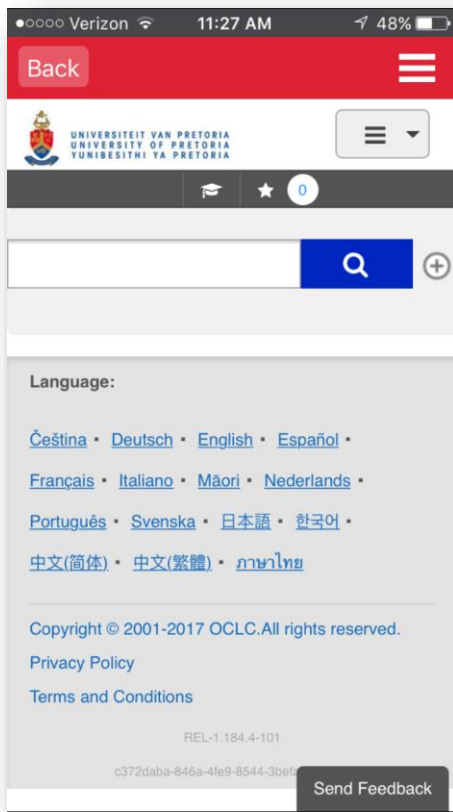 Verizon 11:27 AM 48%
Back
UNIVERSITEIT VAN PRETORIA
UNIVERSITY OF PRETORIA
YUNIBESITHI YA PRETORIA
0
Language:
Čeština ▪ Deutsch ▪ English ▪ Español ▪
Français ▪ Italiano ▪ Māori ▪ Nederlands ▪
Português ▪ Svenska ▪ 日本語 ▪ 한국어 ▪
中文(简体) ▪ 中文(繁體) ▪ ภาษาไทย
Copyright © 2001-2017 OCLC.All rights reserved.
Privacy Policy
Terms and Conditions
REL-1.184.4-101
c372daba-846a-4fe9-8544-3befa
Send Feedback